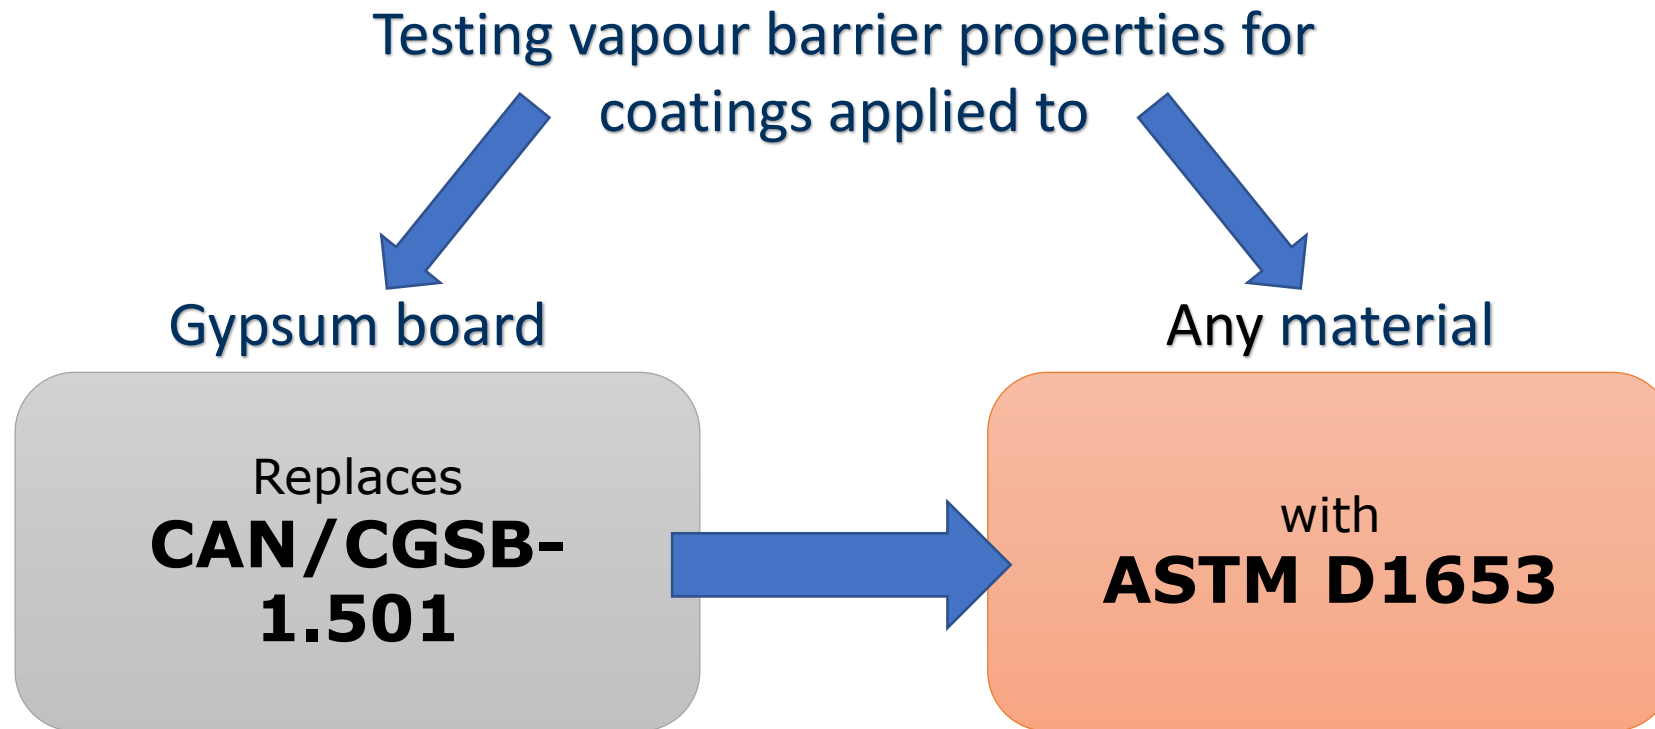 Testing vapour barrier properties for
coatings applied to
Gypsum board
Any material
Replaces
CAN/CGSB-
1.501
with
ASTM D1653